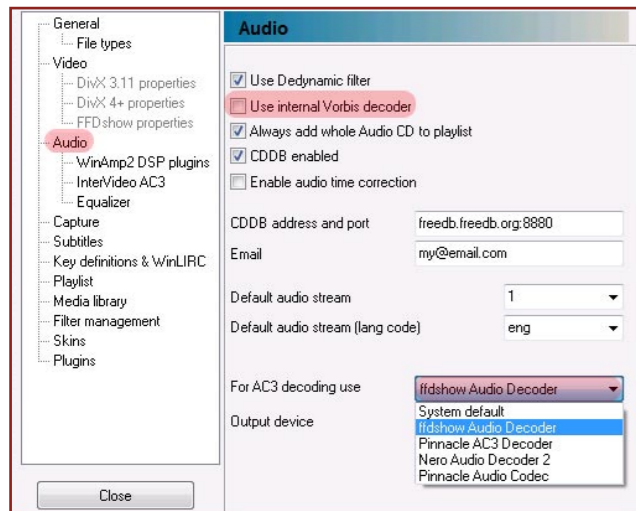 General
File types
Video
DivX 3.11 properties
DivX 4+ properties
FFDshow properties
Audio
WinAmp2 DSP plugins
InterVideo AC3
Equalizer
Capture
Subtitles
Key definitions & WinLIRC
Playlist
Media library
Filter management
Skins
Plugins
Close
Audio
Use Dedynamic filter
Use internal Vorbis decoder
Always add whole Audio CD to playlist
CDDB enabled
Enable audio time correction
CDDB address and port freedb.freedb.org:8880
Email my@email.com
Default audio stream 1
Default audio stream (lang code) eng
For AC3 decoding use ffdshow Audio Decoder
Output device
System default
ffdshow Audio Decoder
Pinnacle AC3 Decoder
Nero Audio Decoder 2
Pinnacle Audio Codec